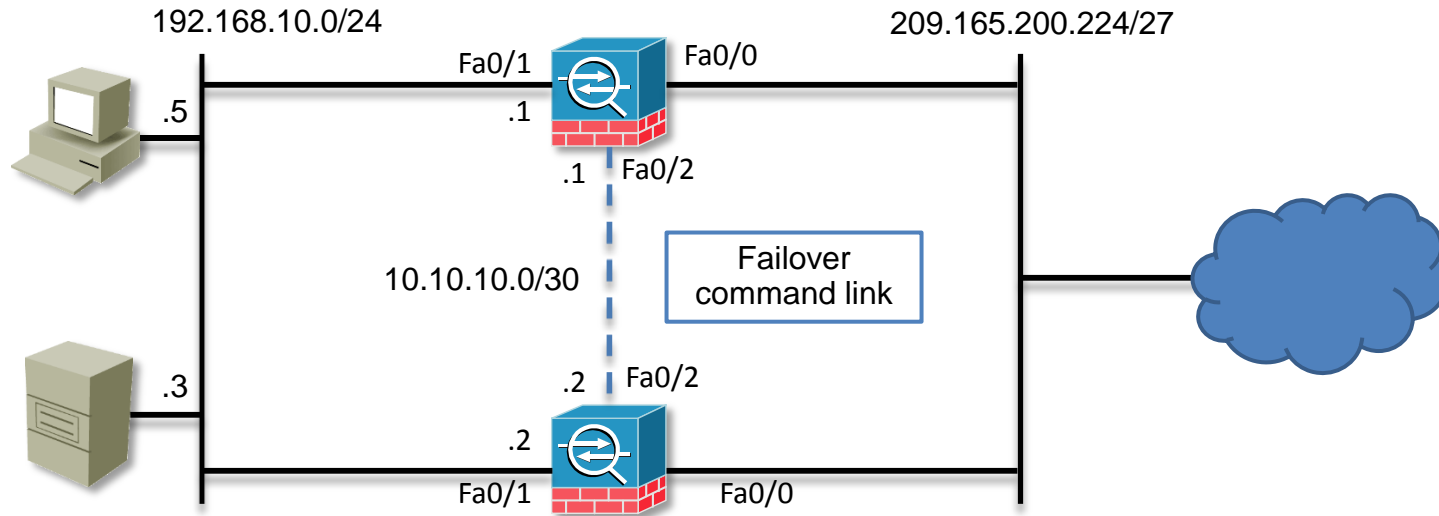 192.168.10.0/24
209.165.200.224/27
Fa0/1
Fa0/0
.5
.1
.1
Fa0/2
10.10.10.0/30
Failover
command link
.3
.2
Fa0/2
.2
Fa0/1
Fa0/0